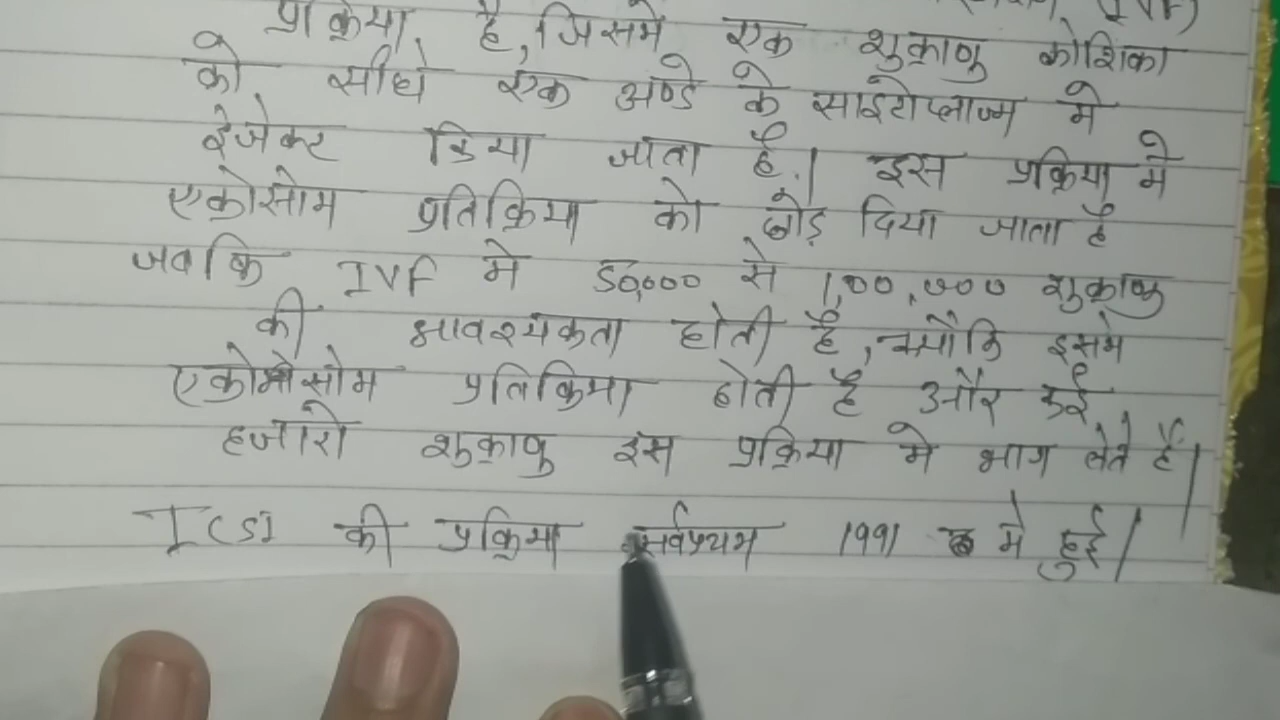 (IVF)
प्रक्रिया है, जिसमे एक शुक्राणु कोशिका
को सीधे एक अण्डे के साइटोप्लाज्म मे
इंजेक्ट किया जाता है। इस प्रक्रिया मे
एक्रोसोम प्रतिक्रिया को छोड़ दिया जाता है
जबकि IVF मे 50,000 से 1,00,000 शुक्राणु
की आवश्यकता होती है, क्योंकि इसमे
एक्रोसोम प्रतिक्रिया होती है और कई
हजारो शुक्राणु इस प्रक्रिया मे भाग लेते हैं।
ICSI की प्रक्रिया सर्वप्रथम 1991 मे हुई।